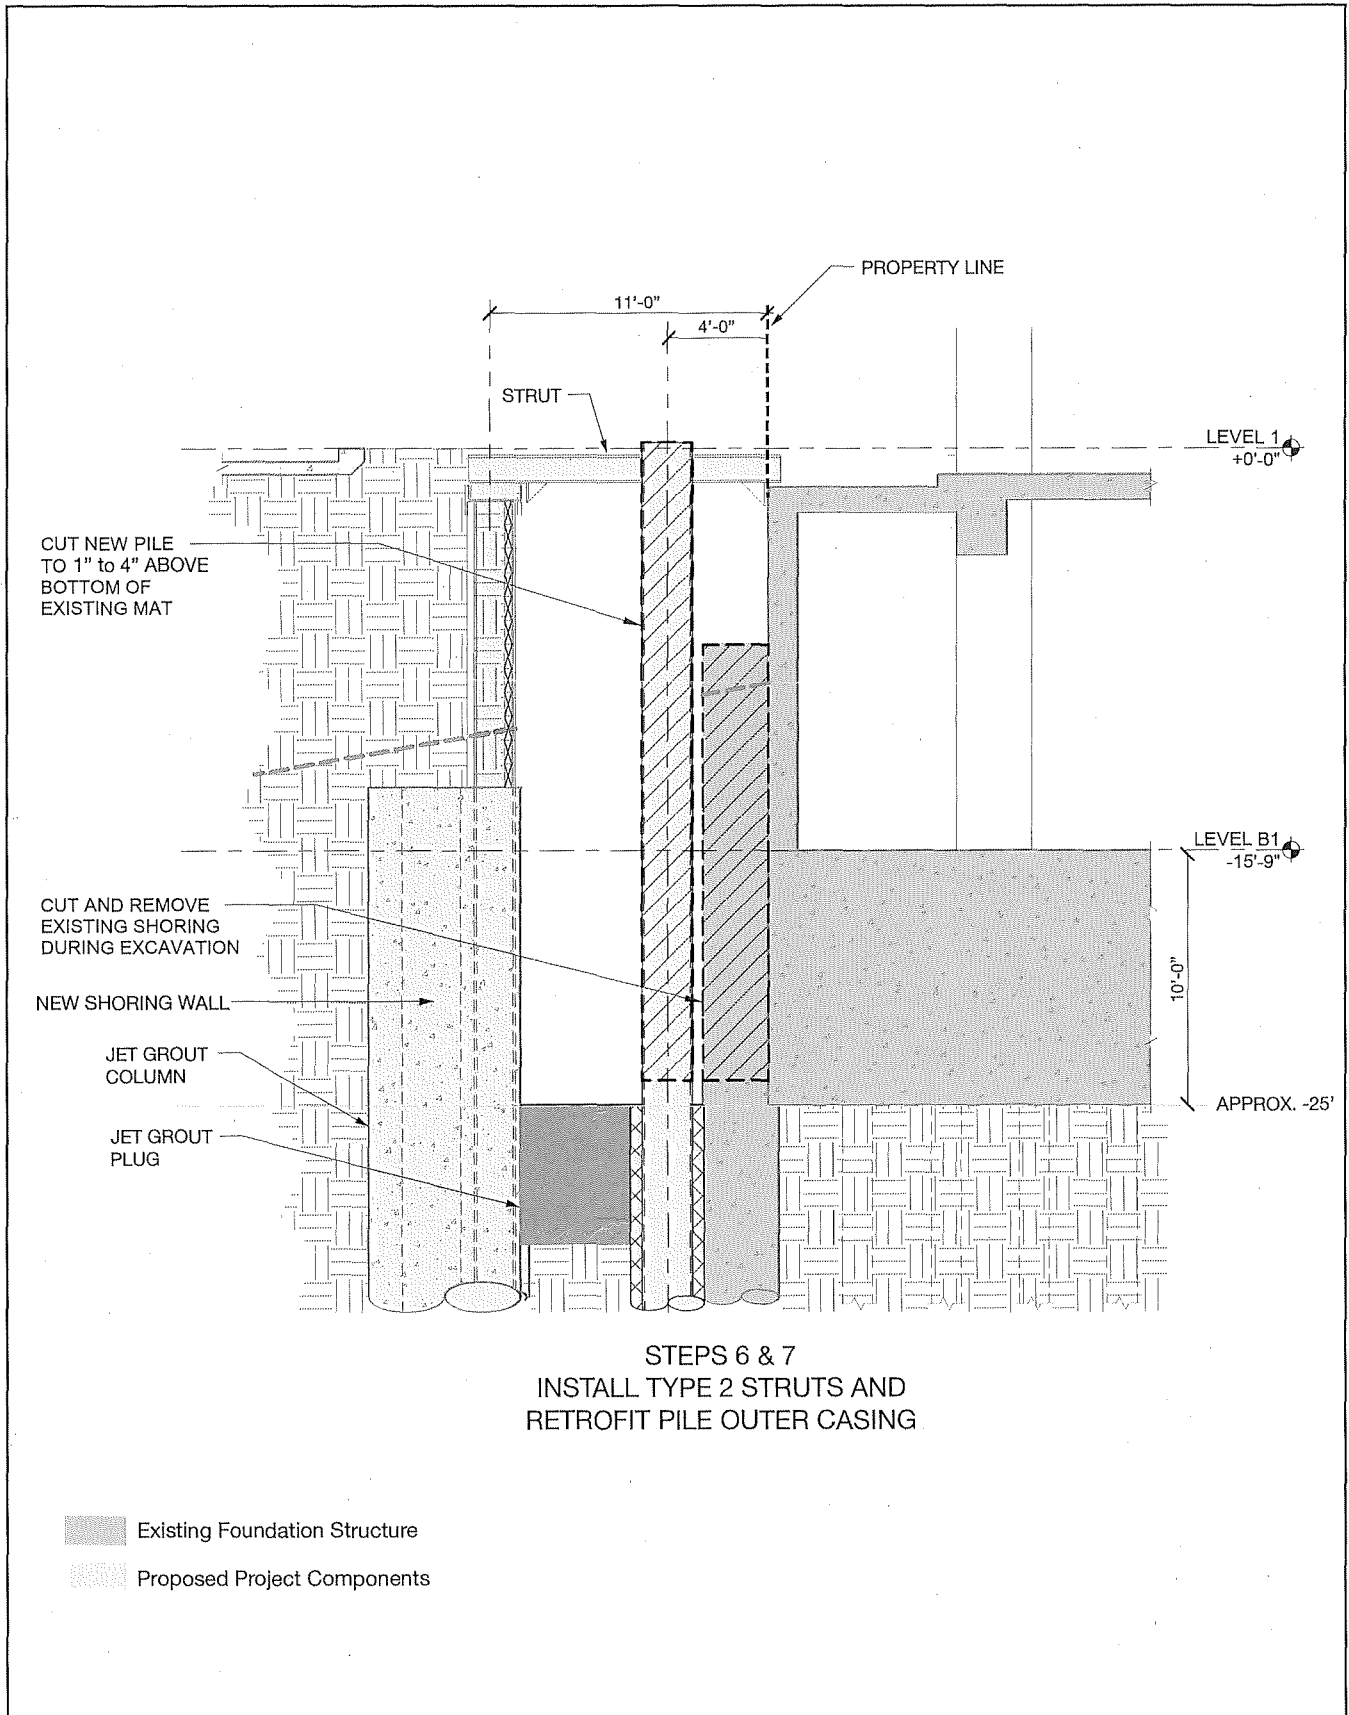 PROPERTY LINE
11'-0"
4'-0"
STRUT
LEVEL 1
+0'-0"
CUT NEW PILE
TO 1" to 4" ABOVE
BOTTOM OF
EXISTING MAT
LEVEL B1
-15'-9"
CUT AND REMOVE
EXISTING SHORING
DURING EXCAVATION
10'-0"
NEW SHORING WALL
JET GROUT
COLUMN
APPROX. -25'
JET GROUT
PLUG
STEPS 6 & 7
INSTALL TYPE 2 STRUTS AND
RETROFIT PILE OUTER CASING
Existing Foundation Structure
Proposed Project Components